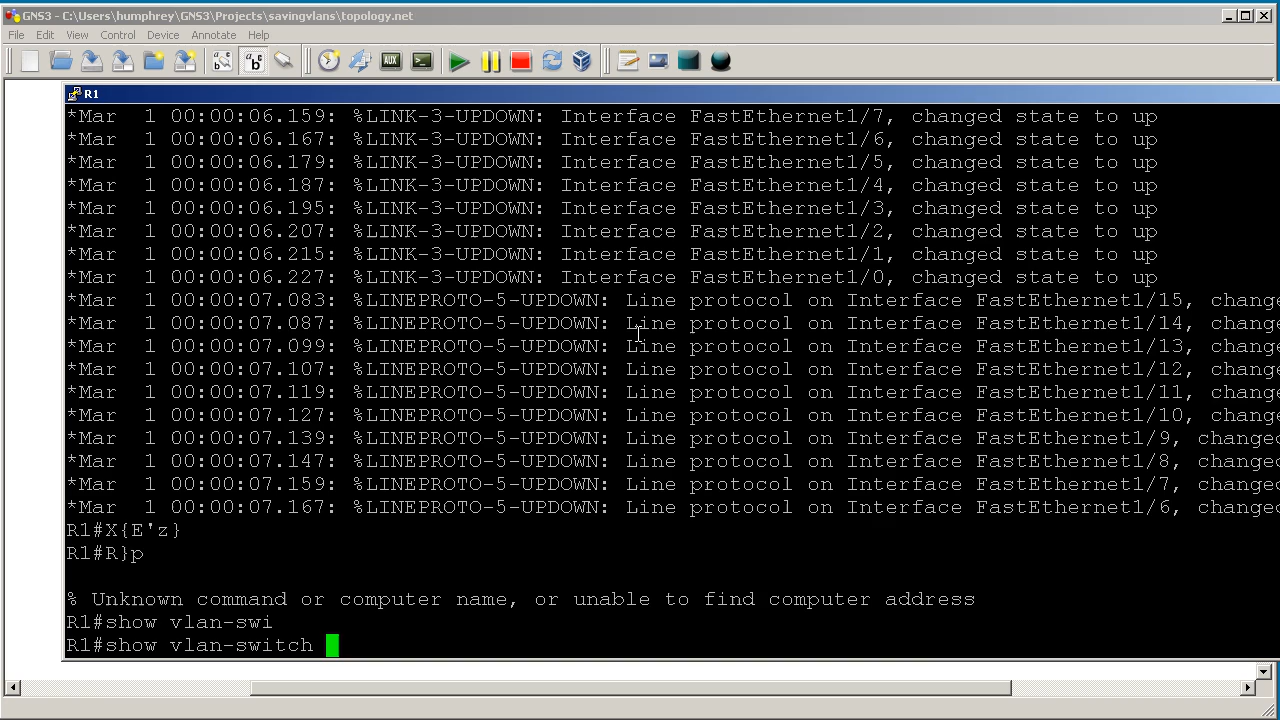 GNS3 - C:\Users\humphrey\GNS3\Projects\savingvlans\topology.net
File Edit View Control Device Annotate Help
AUX
R1
*Mar  1 00:00:06.159: %LINK-3-UPDOWN: Interface FastEthernet1/7, changed state to up
*Mar  1 00:00:06.167: %LINK-3-UPDOWN: Interface FastEthernet1/6, changed state to up
*Mar  1 00:00:06.179: %LINK-3-UPDOWN: Interface FastEthernet1/5, changed state to up
*Mar  1 00:00:06.187: %LINK-3-UPDOWN: Interface FastEthernet1/4, changed state to up
*Mar  1 00:00:06.195: %LINK-3-UPDOWN: Interface FastEthernet1/3, changed state to up
*Mar  1 00:00:06.207: %LINK-3-UPDOWN: Interface FastEthernet1/2, changed state to up
*Mar  1 00:00:06.215: %LINK-3-UPDOWN: Interface FastEthernet1/1, changed state to up
*Mar  1 00:00:06.227: %LINK-3-UPDOWN: Interface FastEthernet1/0, changed state to up
*Mar  1 00:00:07.083: %LINEPROTO-5-UPDOWN: Line protocol on Interface FastEthernet1/15, change
*Mar  1 00:00:07.087: %LINEPROTO-5-UPDOWN: Line protocol on Interface FastEthernet1/14, change
*Mar  1 00:00:07.099: %LINEPROTO-5-UPDOWN: Line protocol on Interface FastEthernet1/13, change
*Mar  1 00:00:07.107: %LINEPROTO-5-UPDOWN: Line protocol on Interface FastEthernet1/12, change
*Mar  1 00:00:07.119: %LINEPROTO-5-UPDOWN: Line protocol on Interface FastEthernet1/11, change
*Mar  1 00:00:07.127: %LINEPROTO-5-UPDOWN: Line protocol on Interface FastEthernet1/10, change
*Mar  1 00:00:07.139: %LINEPROTO-5-UPDOWN: Line protocol on Interface FastEthernet1/9, changed
*Mar  1 00:00:07.147: %LINEPROTO-5-UPDOWN: Line protocol on Interface FastEthernet1/8, changed
*Mar  1 00:00:07.159: %LINEPROTO-5-UPDOWN: Line protocol on Interface FastEthernet1/7, changed
*Mar  1 00:00:07.167: %LINEPROTO-5-UPDOWN: Line protocol on Interface FastEthernet1/6, changed
R1#X{E'z}
R1#R}p
% Unknown command or computer name, or unable to find computer address
R1#show vlan-swi
R1#show vlan-switch